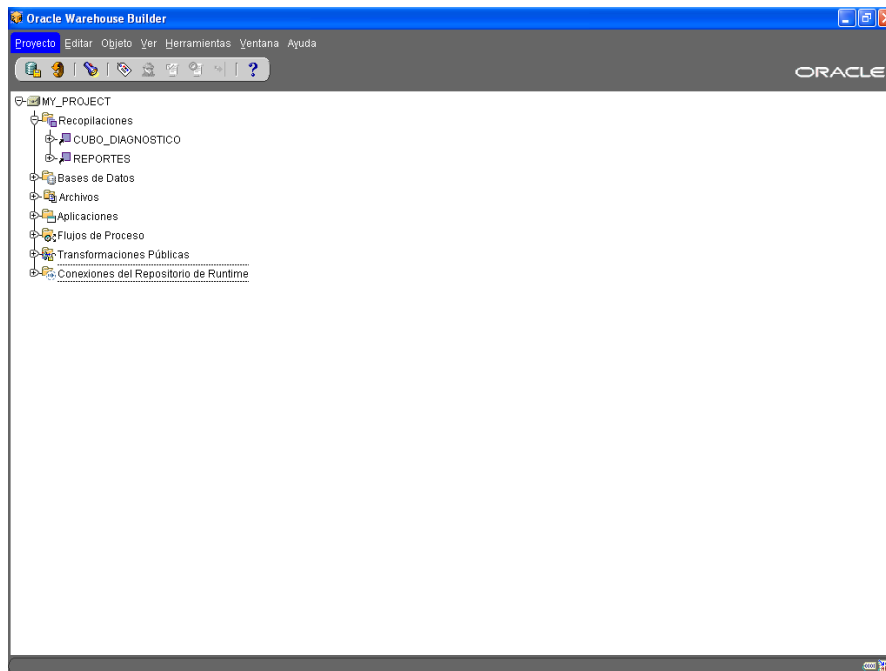 Oracle Warehouse Builder
Proyecto Editar Objeto Ver Herramientas Ventana Ayuda
ORACLE
MY_PROJECT
Recopilaciones
CUBO_DIAGNOSTICO
REPORTES
Bases de Datos
Archivos
Aplicaciones
Flujos de Proceso
Transformaciones Públicas
Conexiones del Repositorio de Runtime